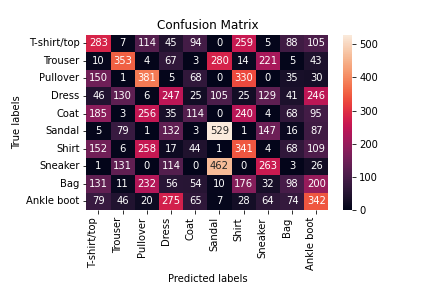 Confusion Matrix
T-shirt/top 283 7 114 45 94 0 259 5 88 105
Trouser 10 353 4 67 3 280 14 221 5 43
Pullover 150 1 381 5 68 0 330 0 35 30
Dress 46 130 6 247 25 105 25 129 41 246
Coat 185 3 256 35 114 0 240 4 68 95
Sandal 5 79 1 132 3 529 1 147 16 87
Shirt 152 6 258 17 44 1 341 4 68 109
Sneaker 1 131 0 114 0 462 0 263 3 26
Bag 131 11 232 56 54 10 176 32 98 200
Ankle boot 79 46 20 275 65 7 28 64 74 342
True labels
T-shirt/top
Trouser
Pullover
Dress
Coat
Sandal
Shirt
Sneaker
Bag
Ankle boot
Predicted labels
500
400
300
200
100
0